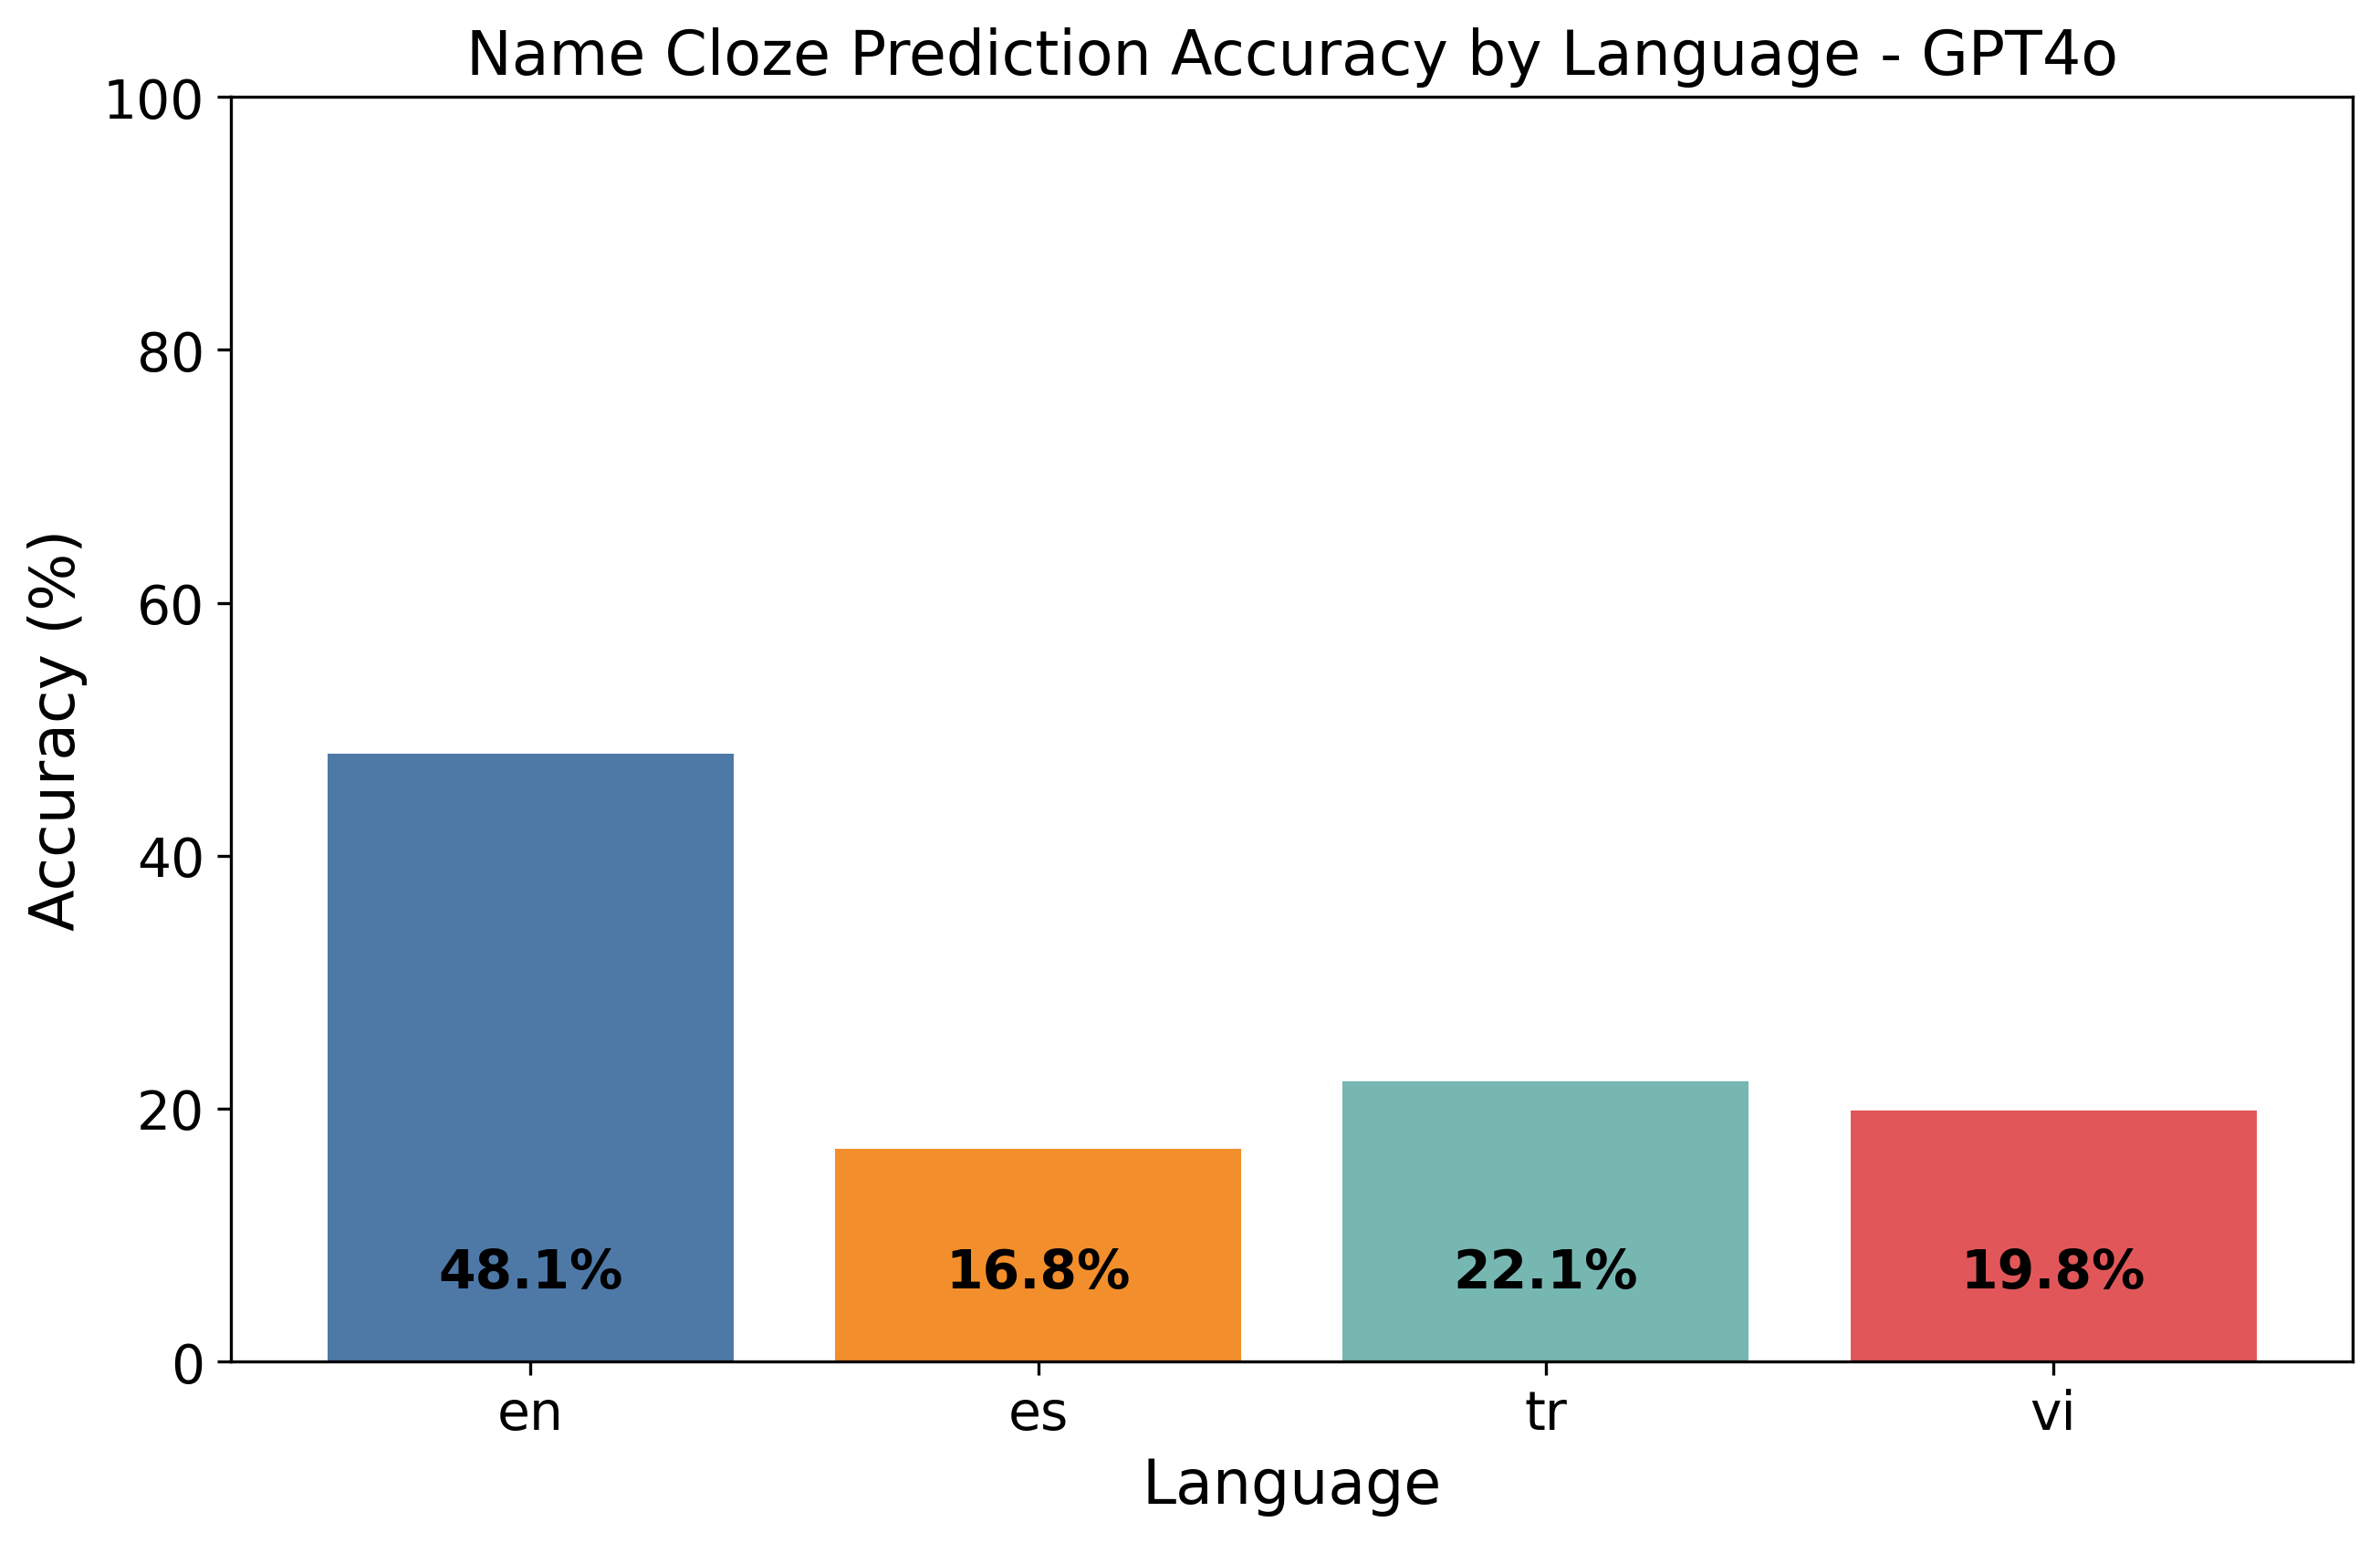 Name Cloze Prediction Accuracy by Language - GPT4o
Accuracy (%)
100
80
60
40
20
0
48.1%
16.8%
22.1%
19.8%
en
es
tr
vi
Language